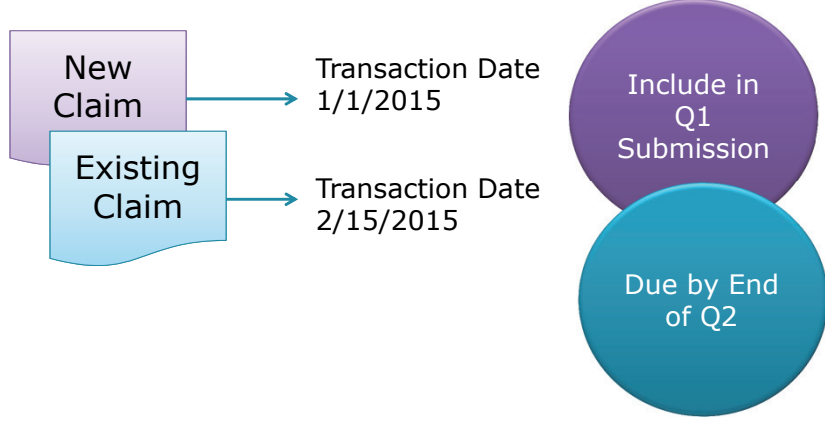 New
Claim
Transaction Date
1/1/2015
Existing
Claim
Transaction Date
2/15/2015
Include in
Q1
Submission
Due by End
of Q2